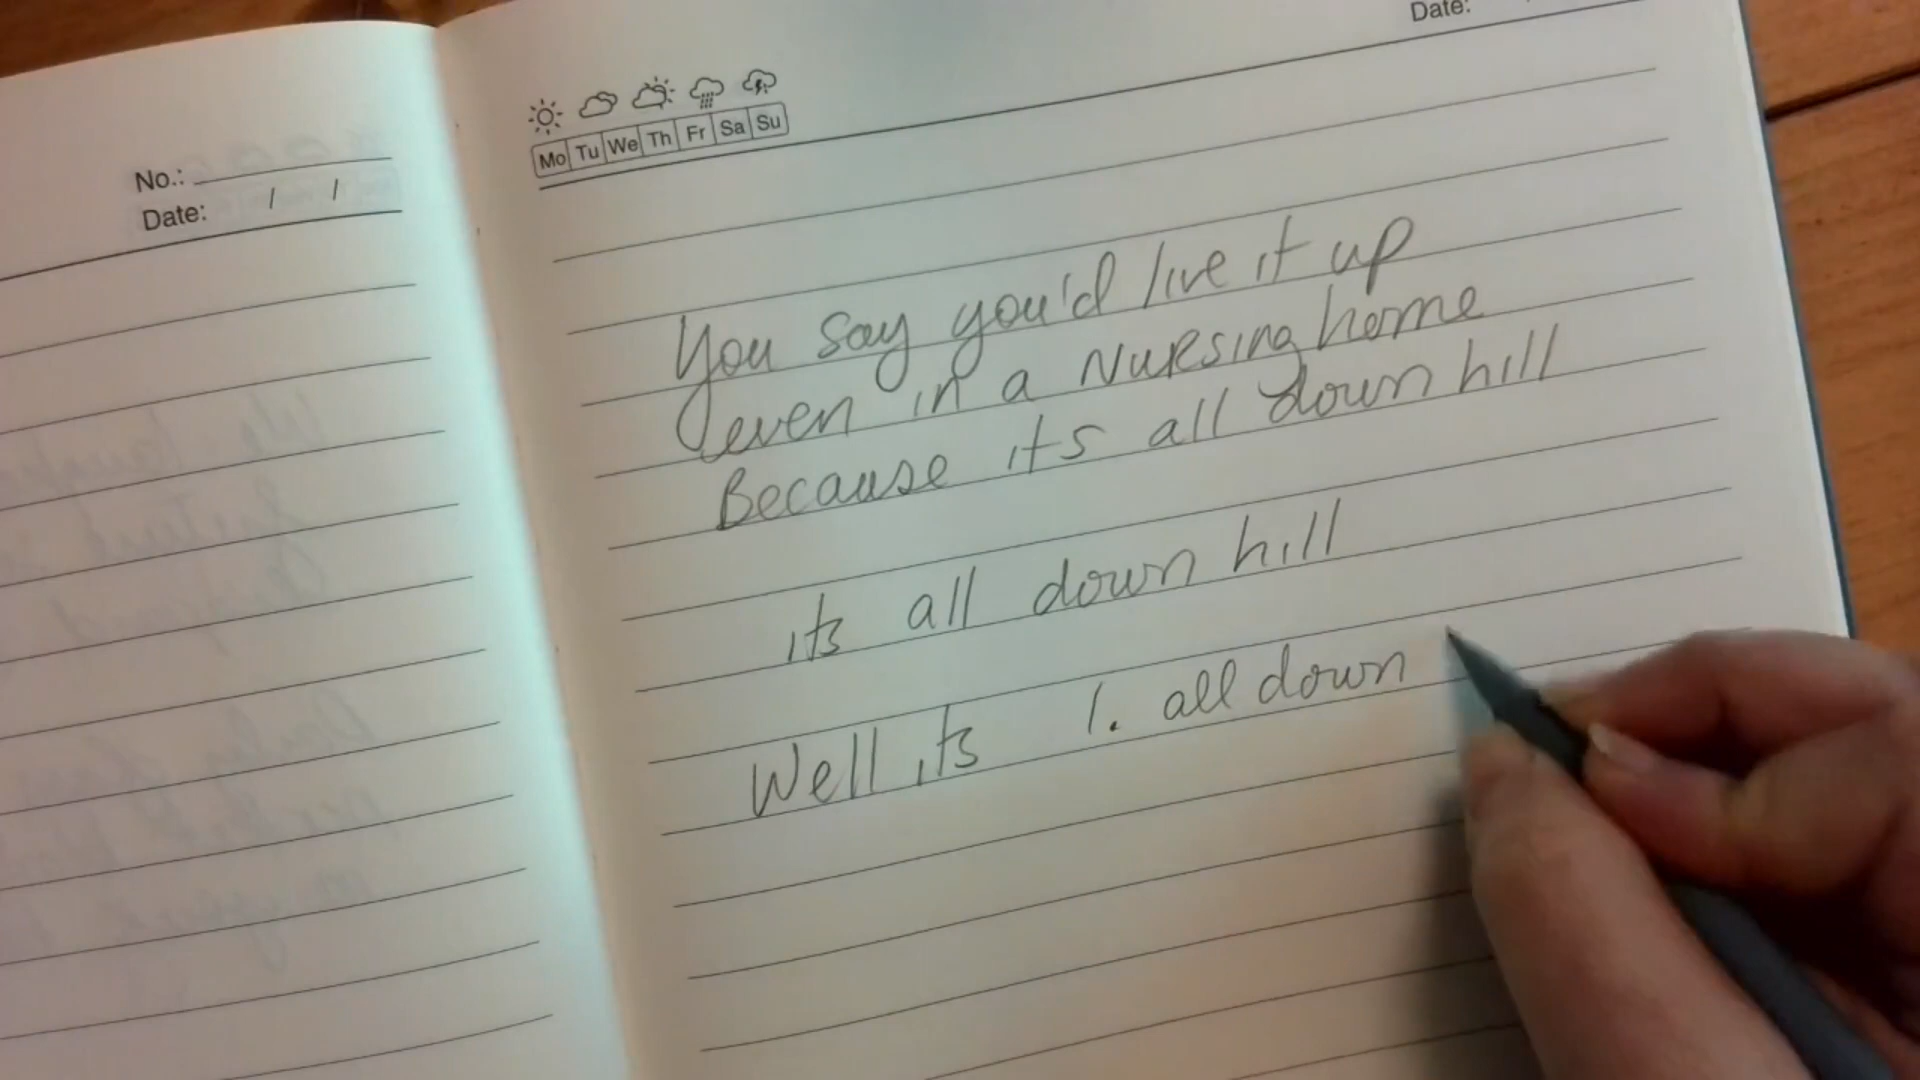 No.:
Date: / /
Date:
Mo Tu We Th Fr Sa Su
You say you'd live it up
even in a Nursing home
Because its all down hill
its all down hill
Well its 1. all down